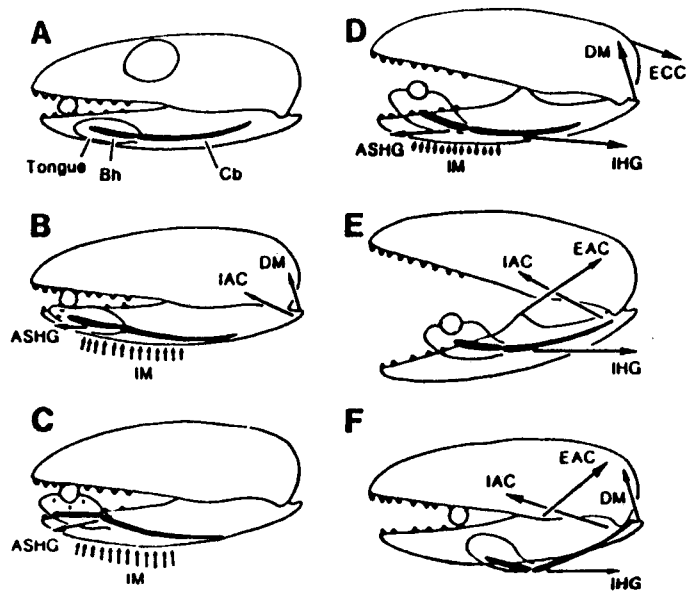 A
Tongue Bh Cb
B
IAC DM
ASHG
IM
C
ASHG
IM
D
DM
ECC
ASHG
IM
IHG
E
EAC
IAC
IHG
F
EAC
IAC
DM
IHG